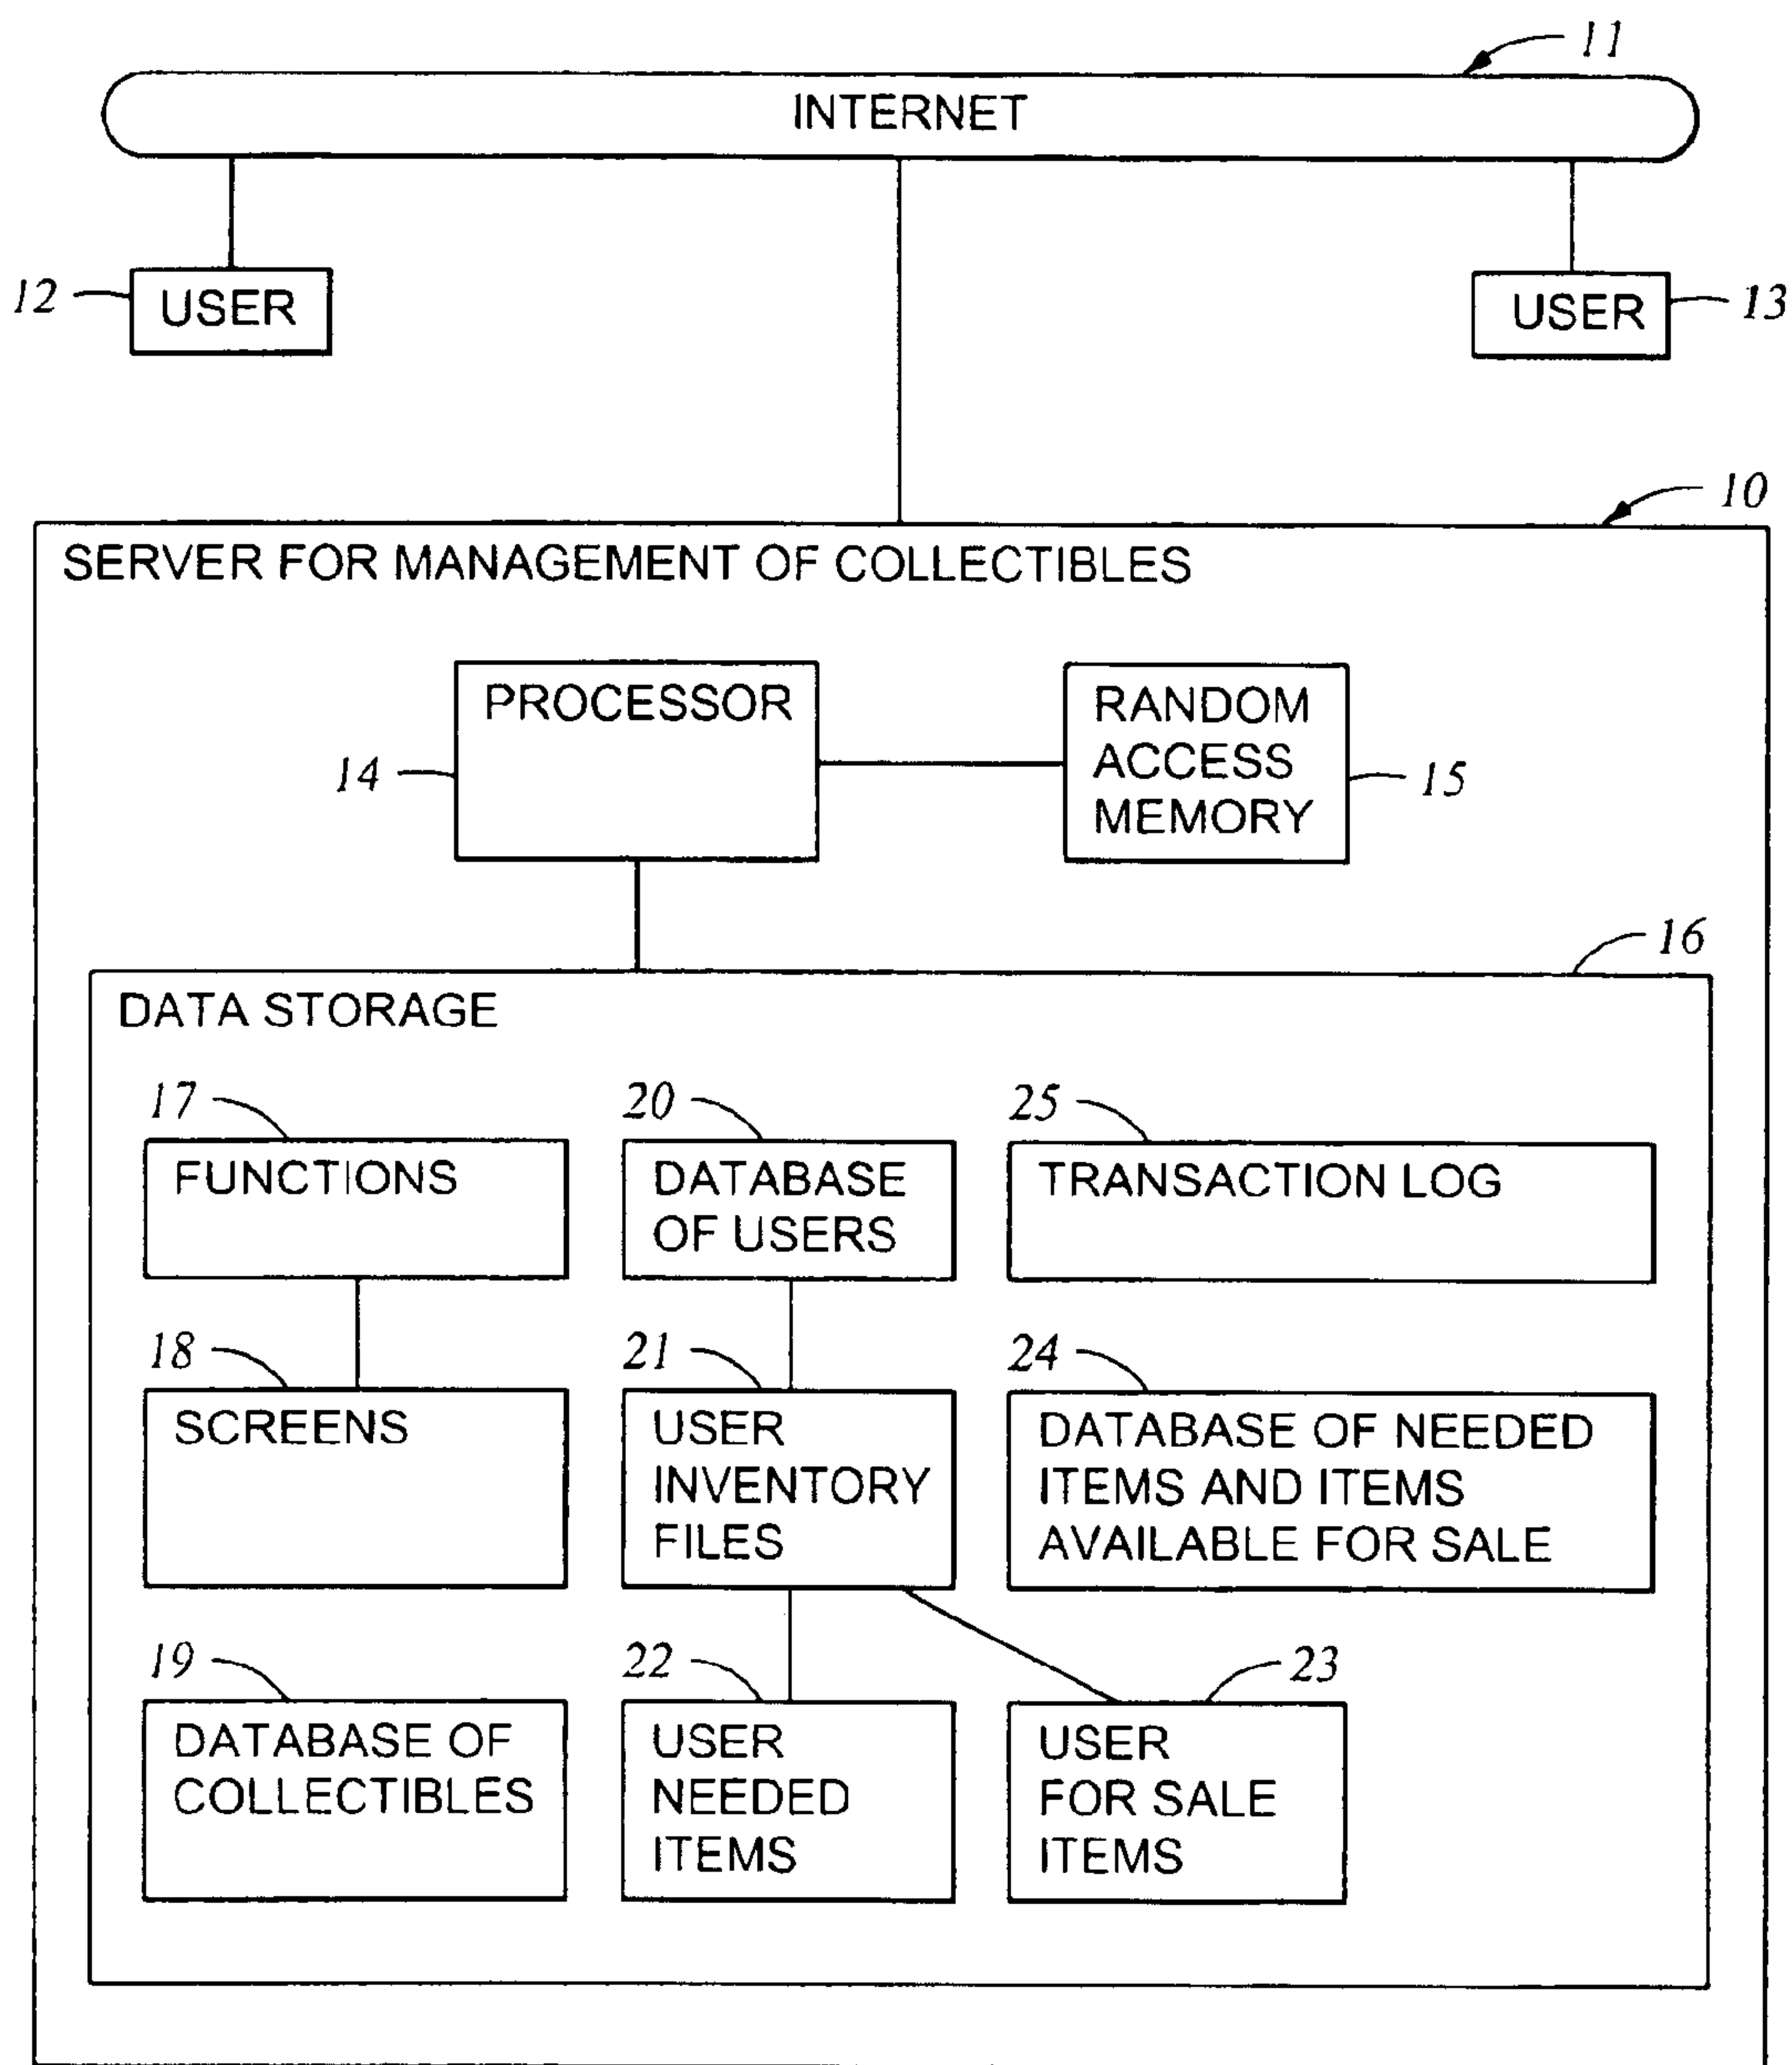 11
INTERNET
12
USER
USER
13
10
SERVER FOR MANAGEMENT OF COLLECTIBLES
PROCESSOR
14
RANDOM
ACCESS
MEMORY
15
16
DATA STORAGE
17
FUNCTIONS
20
DATABASE
OF USERS
25
TRANSACTION LOG
18
SCREENS
21
USER
INVENTORY
FILES
24
DATABASE OF NEEDED
ITEMS AND ITEMS
AVAILABLE FOR SALE
19
DATABASE OF
COLLECTIBLES
22
USER
NEEDED
ITEMS
23
USER
FOR SALE
ITEMS